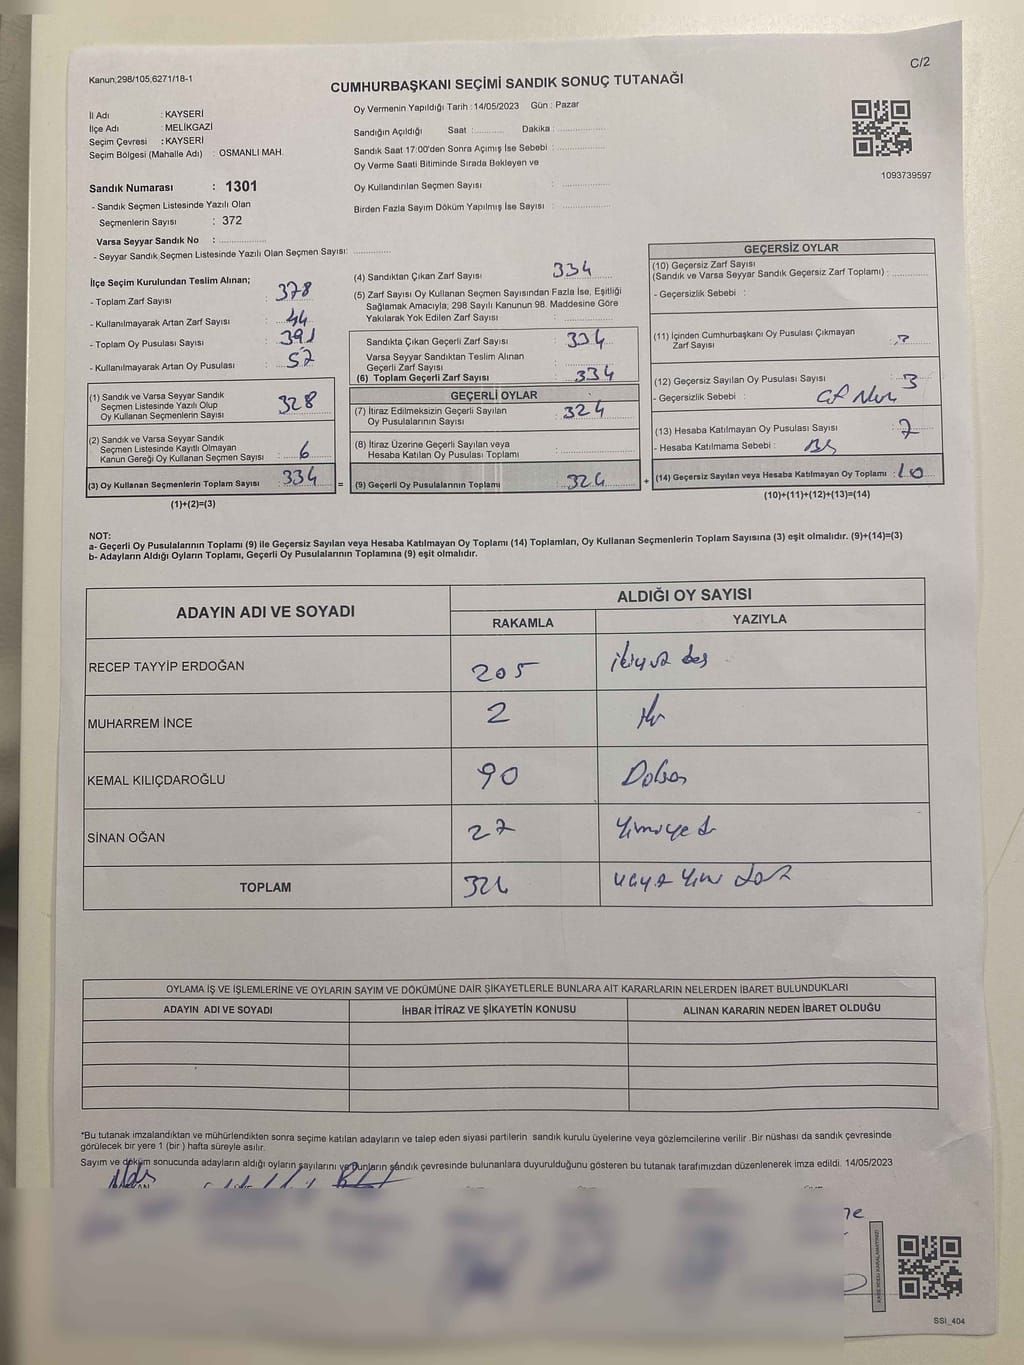 Kanun;298/105,6271/18-1
C/2
CUMHURBAŞKANI SEÇİMİ SANDIK SONUÇ TUTANAĞI
İl Adı : KAYSERİ
İlçe Adı : MELİKGAZİ
Seçim Çevresi : KAYSERİ
Seçim Bölgesi (Mahalle Adı) : OSMANLI MAH.
Sandık Numarası : 1301
- Sandık Seçmen Listesinde Yazılı Olan
Seçmenlerin Sayısı : 372
Varsa Seyyar Sandık No :
- Seyyar Sandık Seçmen Listesinde Yazılı Olan Seçmen Sayısı:
Oy Vermenin Yapıldığı Tarih : 14/05/2023 Gün : Pazar
Sandığın Açıldığı Saat : Dakika :
Sandık Saat 17:00'den Sonra Açımış İse Sebebi :
Oy Verme Saati Bitiminde Sırada Bekleyen ve
Oy Kullandırılan Seçmen Sayısı :
Birden Fazla Sayım Döküm Yapılmış İse Sayısı :
1093739597
İlçe Seçim Kurulundan Teslim Alınan;
- Toplam Zarf Sayısı : 378
- Kullanılmayarak Artan Zarf Sayısı : 44
- Toplam Oy Pusulası Sayısı : 391
- Kullanılmayarak Artan Oy Pusulası : 57
(1) Sandık ve Varsa Seyyar Sandık
Seçmen Listesinde Yazılı Olup
Oy Kullanan Seçmenlerin Sayısı : 328
(2) Sandık ve Varsa Seyyar Sandık
Seçmen Listesinde Kayıtlı Olmayan
Kanun Gereği Oy Kullanan Seçmen Sayısı : 6
(3) Oy Kullanan Seçmenlerin Toplam Sayısı : 334
(1)+(2)=(3)
=
(4) Sandıktan Çıkan Zarf Sayısı : 334
(5) Zarf Sayısı Oy Kullanan Seçmen Sayısından Fazla İse, Eşitliği
Sağlamak Amacıyla; 298 Sayılı Kanunun 98. Maddesine Göre
Yakılarak Yok Edilen Zarf Sayısı :
Sandıkta Çıkan Geçerli Zarf Sayısı : 334
Varsa Seyyar Sandıktan Teslim Alınan
Geçerli Zarf Sayısı :
(6) Toplam Geçerli Zarf Sayısı : 334
GEÇERLİ OYLAR
(7) İtiraz Edilmeksizin Geçerli Sayılan
Oy Pusulalarının Sayısı : 324
(8) İtiraz Üzerine Geçerli Sayılan veya
Hesaba Katılan Oy Pusulası Toplamı :
(9) Geçerli Oy Pusulalarının Toplamı : 324
+
GEÇERSİZ OYLAR
(10) Geçersiz Zarf Sayısı
(Sandık ve Varsa Seyyar Sandık Geçersiz Zarf Toplamı) :
- Geçersizlik Sebebi :
(11) İçinden Cumhurbaşkanı Oy Pusulası Çıkmayan
Zarf Sayısı :
(12) Geçersiz Sayılan Oy Pusulası Sayısı : 3
- Geçersizlik Sebebi :
(13) Hesaba Katılmayan Oy Pusulası Sayısı : 7
- Hesaba Katılmama Sebebi :
(14) Geçersiz Sayılan veya Hesaba Katılmayan Oy Toplamı : 10
(10)+(11)+(12)+(13)=(14)
NOT:
a- Geçerli Oy Pusulalarının Toplamı (9) ile Geçersiz Sayılan veya Hesaba Katılmayan Oy Toplamı (14) Toplamları, Oy Kullanan Seçmenlerin Toplam Sayısına (3) eşit olmalıdır. (9)+(14)=(3)
b- Adayların Aldığı Oyların Toplamı, Geçerli Oy Pusulalarının Toplamına (9) eşit olmalıdır.
ADAYIN ADI VE SOYADI ALDIĞI OY SAYISI
RAKAMLA YAZIYLA
RECEP TAYYİP ERDOĞAN 205 ikiyüz beş
MUHARREM İNCE 2 iki
KEMAL KILIÇDAROĞLU 90 Doksan
SİNAN OĞAN 27 Yirmiyedi
TOPLAM 324 üçyüz yirmi dört
OYLAMA İŞ VE İŞLEMLERİNE VE OYLARIN SAYIM VE DÖKÜMÜNE DAİR ŞİKAYETLERLE BUNLARA AİT KARARLARIN NELERDEN İBARET BULUNDUKLARI
ADAYIN ADI VE SOYADI İHBAR İTİRAZ VE ŞİKAYETİN KONUSU ALINAN KARARIN NEDEN İBARET OLDUĞU
*Bu tutanak imzalandıktan ve mühürlendikten sonra seçime katılan adayların ve talep eden siyasi partilerin sandık kurulu üyelerine veya gözlemcilerine verilir. Bir nüshası da sandık çevresinde
görülecek bir yere 1 (bir ) hafta süreyle asılır.
Sayım ve döküm sonucunda adayların aldığı oyların sayılarını ve bunların sandık çevresinde bulunanlara duyurulduğunu gösteren bu tutanak tarafımızdan düzenlenerek imza edildi. 14/05/2023
SSI_404